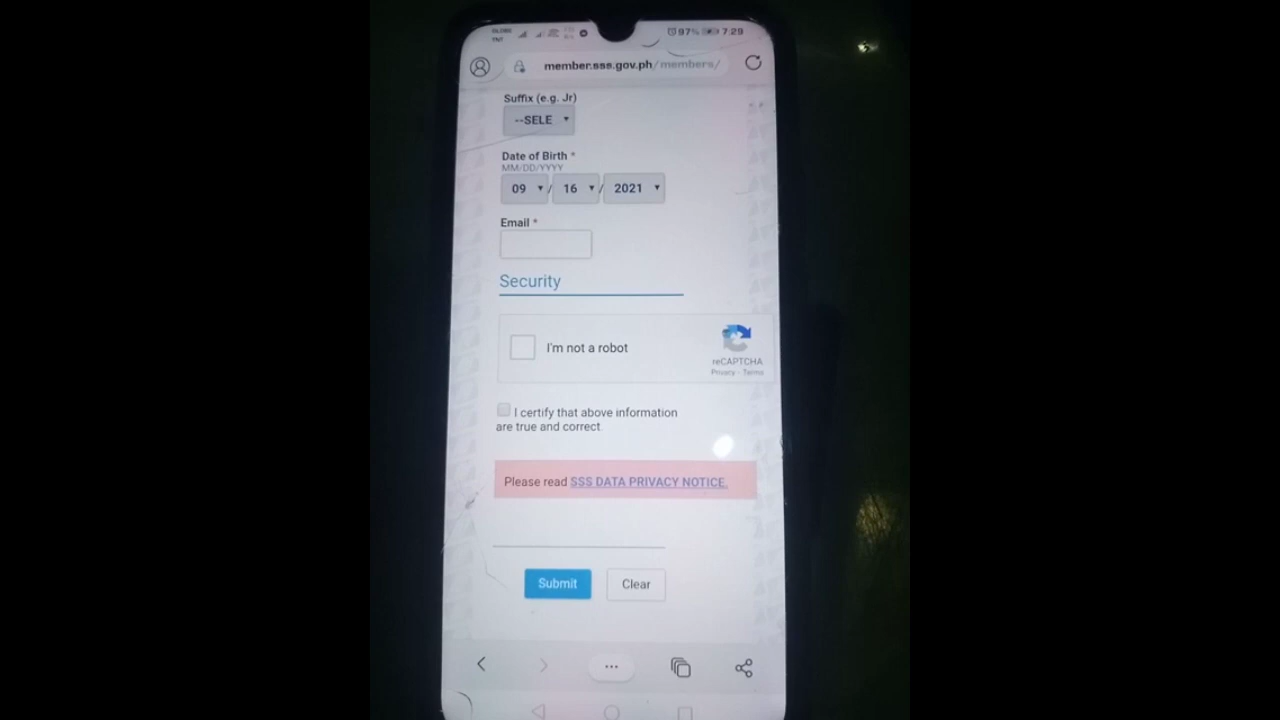 GLOBE
TNT
97% 7:29
member.sss.gov.ph/members/
Suffix (e.g. Jr)
--SELE
Date of Birth *
MM/DD/YYYY
09 / 16 / 2021
Email *
Security
I'm not a robot
reCAPTCHA
Privacy - Terms
I certify that above information
are true and correct
Please read SSS DATA PRIVACY NOTICE.
Submit
Clear